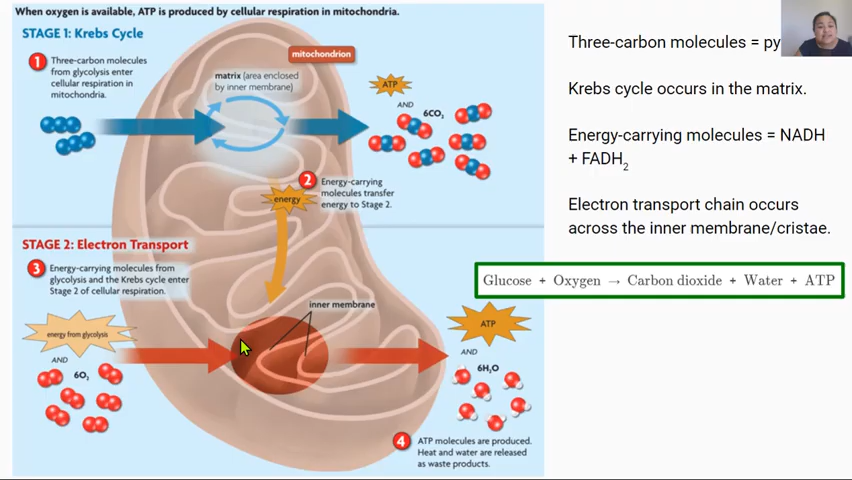 When oxygen is available, ATP is produced by cellular respiration in mitochondria.
STAGE 1: Krebs Cycle
mitochondrion
1
Three-carbon molecules
from glycolysis enter
cellular respiration in
mitochondria.
matrix (area enclosed
by inner membrane)
ATP
AND
6CO₂
2
Energy-carrying
molecules transfer
energy to Stage 2.
energy
STAGE 2: Electron Transport
3
Energy-carrying molecules from
glycolysis and the Krebs cycle enter
Stage 2 of cellular respiration.
inner membrane
energy from glycolysis
AND
6O₂
ATP
AND
6H₂O
4
ATP molecules are produced.
Heat and water are released
as waste products.
Three-carbon molecules =
Krebs cycle occurs in the matrix.
Energy-carrying molecules = NADH
+ FADH₂
Electron transport chain occurs
across the inner membrane/cristae.
Glucose + Oxygen → Carbon dioxide + Water + ATP